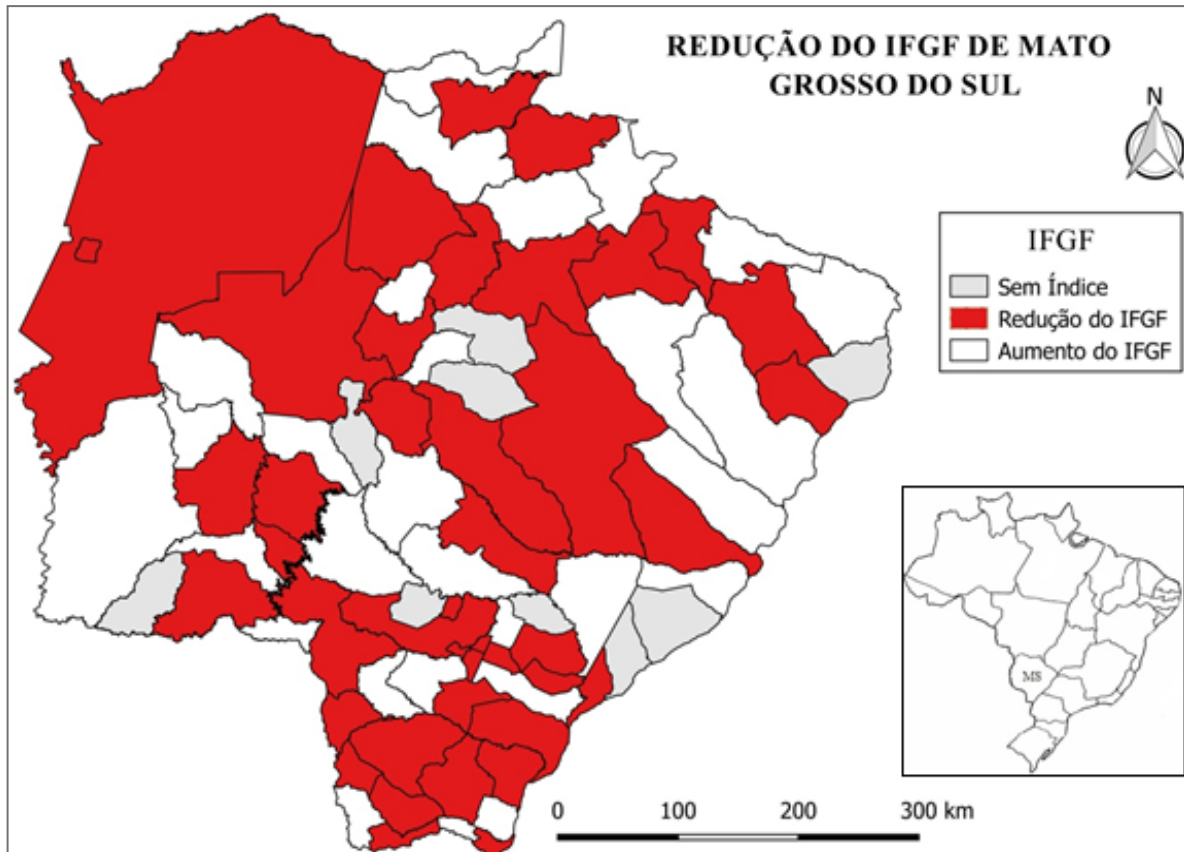 REDUÇÃO DO IFGF DE MATO
GROSSO DO SUL
N
IFGF
Sem Índice
Redução do IFGF
Aumento do IFGF
MS
0 100 200 300 km